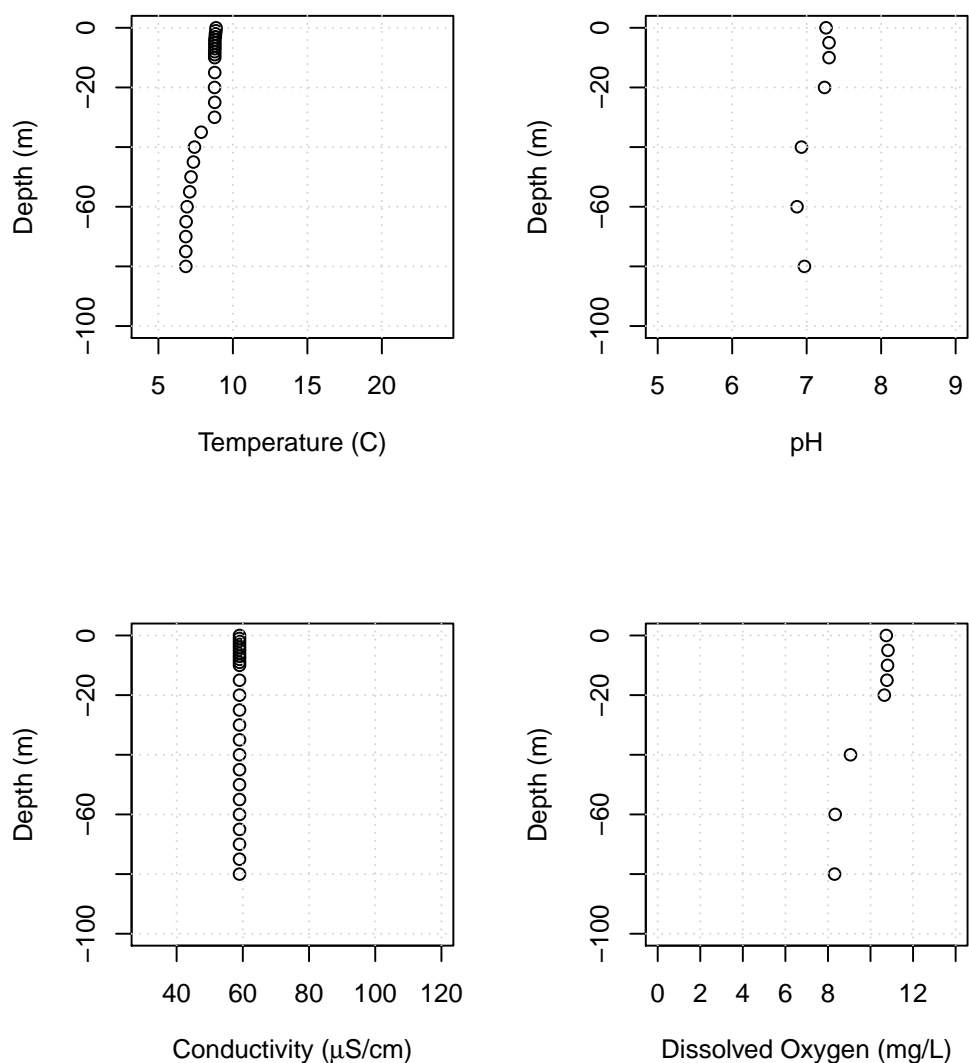 0
−20
−60
−100
Depth (m)
5 10 15 20
Temperature (C)
0
−20
−60
−100
Depth (m)
5 6 7 8 9
pH
0
−20
−60
−100
Depth (m)
40 60 80 100 120
Conductivity (μS/cm)
0
−20
−60
−100
Depth (m)
0 2 4 6 8 12
Dissolved Oxygen (mg/L)